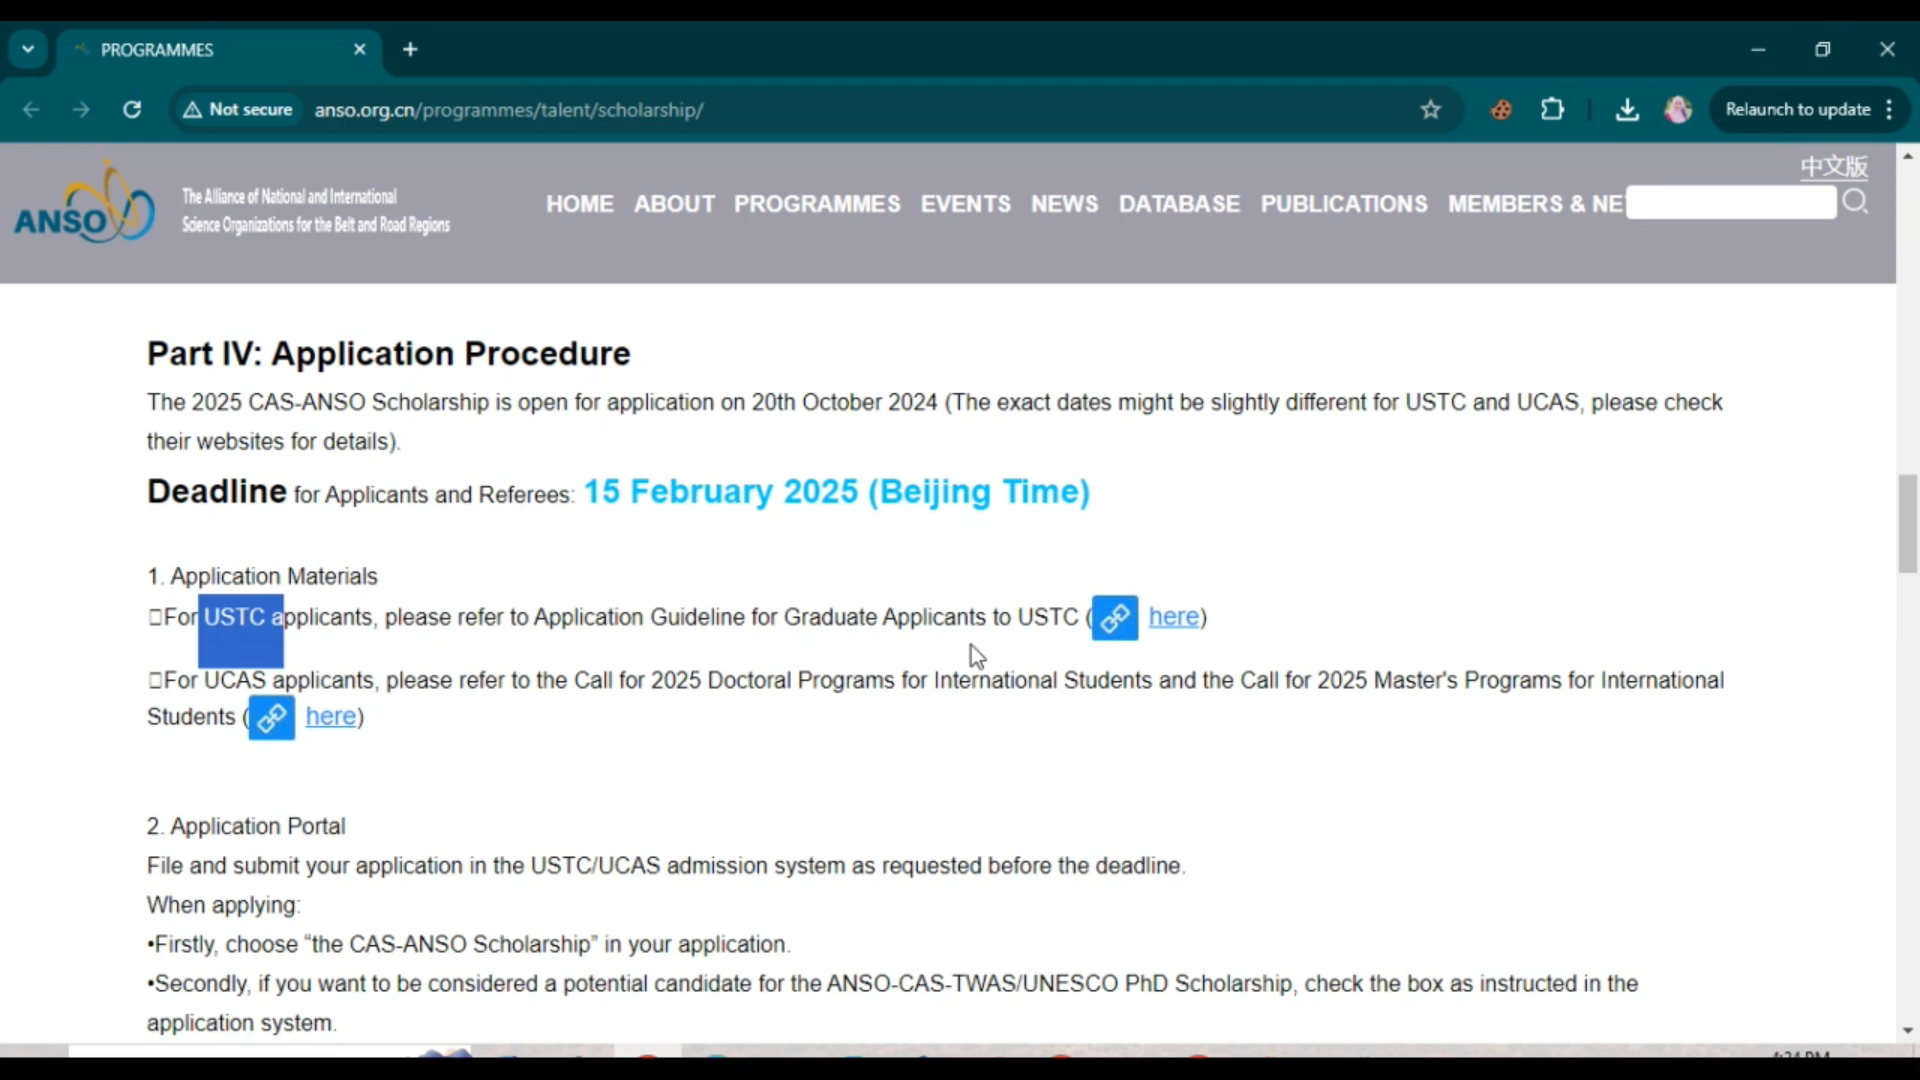 PROGRAMMES
Not secure
anso.org.cn/programmes/talent/scholarship/
Relaunch to update
中文版
ANSO
The Alliance of National and International
Science Organizations for the Belt and Road Regions
HOME ABOUT PROGRAMMES EVENTS NEWS DATABASE PUBLICATIONS MEMBERS & NE
Part IV: Application Procedure
The 2025 CAS-ANSO Scholarship is open for application on 20th October 2024 (The exact dates might be slightly different for USTC and UCAS, please check
their websites for details).
Deadline for Applicants and Referees: 15 February 2025 (Beijing Time)
1. Application Materials
For USTC applicants, please refer to Application Guideline for Graduate Applicants to USTC ( here)
For UCAS applicants, please refer to the Call for 2025 Doctoral Programs for International Students and the Call for 2025 Master's Programs for International
Students ( here)
2. Application Portal
File and submit your application in the USTC/UCAS admission system as requested before the deadline.
When applying:
•Firstly, choose “the CAS-ANSO Scholarship” in your application.
•Secondly, if you want to be considered a potential candidate for the ANSO-CAS-TWAS/UNESCO PhD Scholarship, check the box as instructed in the
application system.